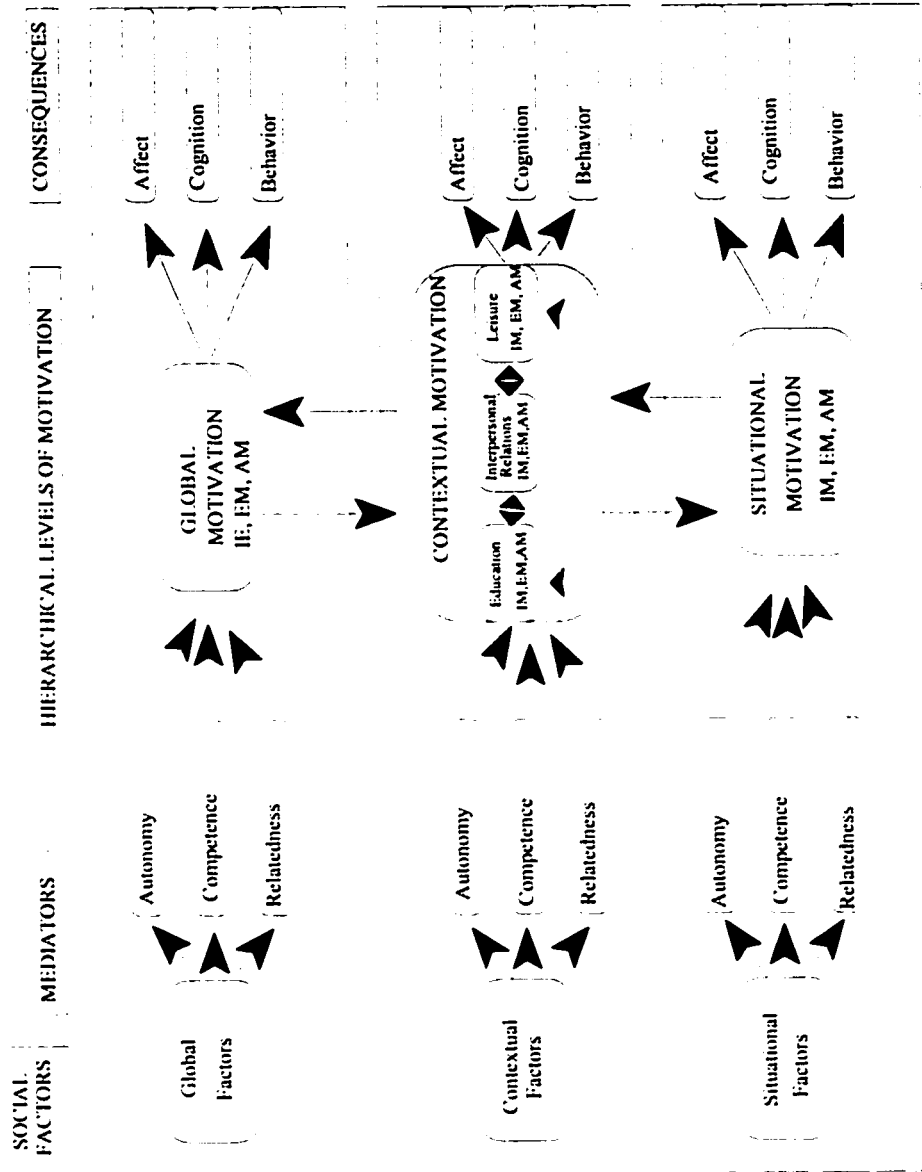 SOCIAL
FACTORS
MEDIATORS
HIERARCHICAL LEVELS OF MOTIVATION
CONSEQUENCES
Global
Factors
Autonomy
Competence
Relatedness
GLOBAL
MOTIVATION
IE, EM, AM
Affect
Cognition
Behavior
Contextual
Factors
Autonomy
Competence
Relatedness
CONTEXTUAL MOTIVATION
Education
IM,EM,AM
Interpersonal
Relations
IM,EM,AM
Leisure
IM, EM, AM
Affect
Cognition
Behavior
Situational
Factors
Autonomy
Competence
Relatedness
SITUATIONAL
MOTIVATION
IM, EM, AM
Affect
Cognition
Behavior